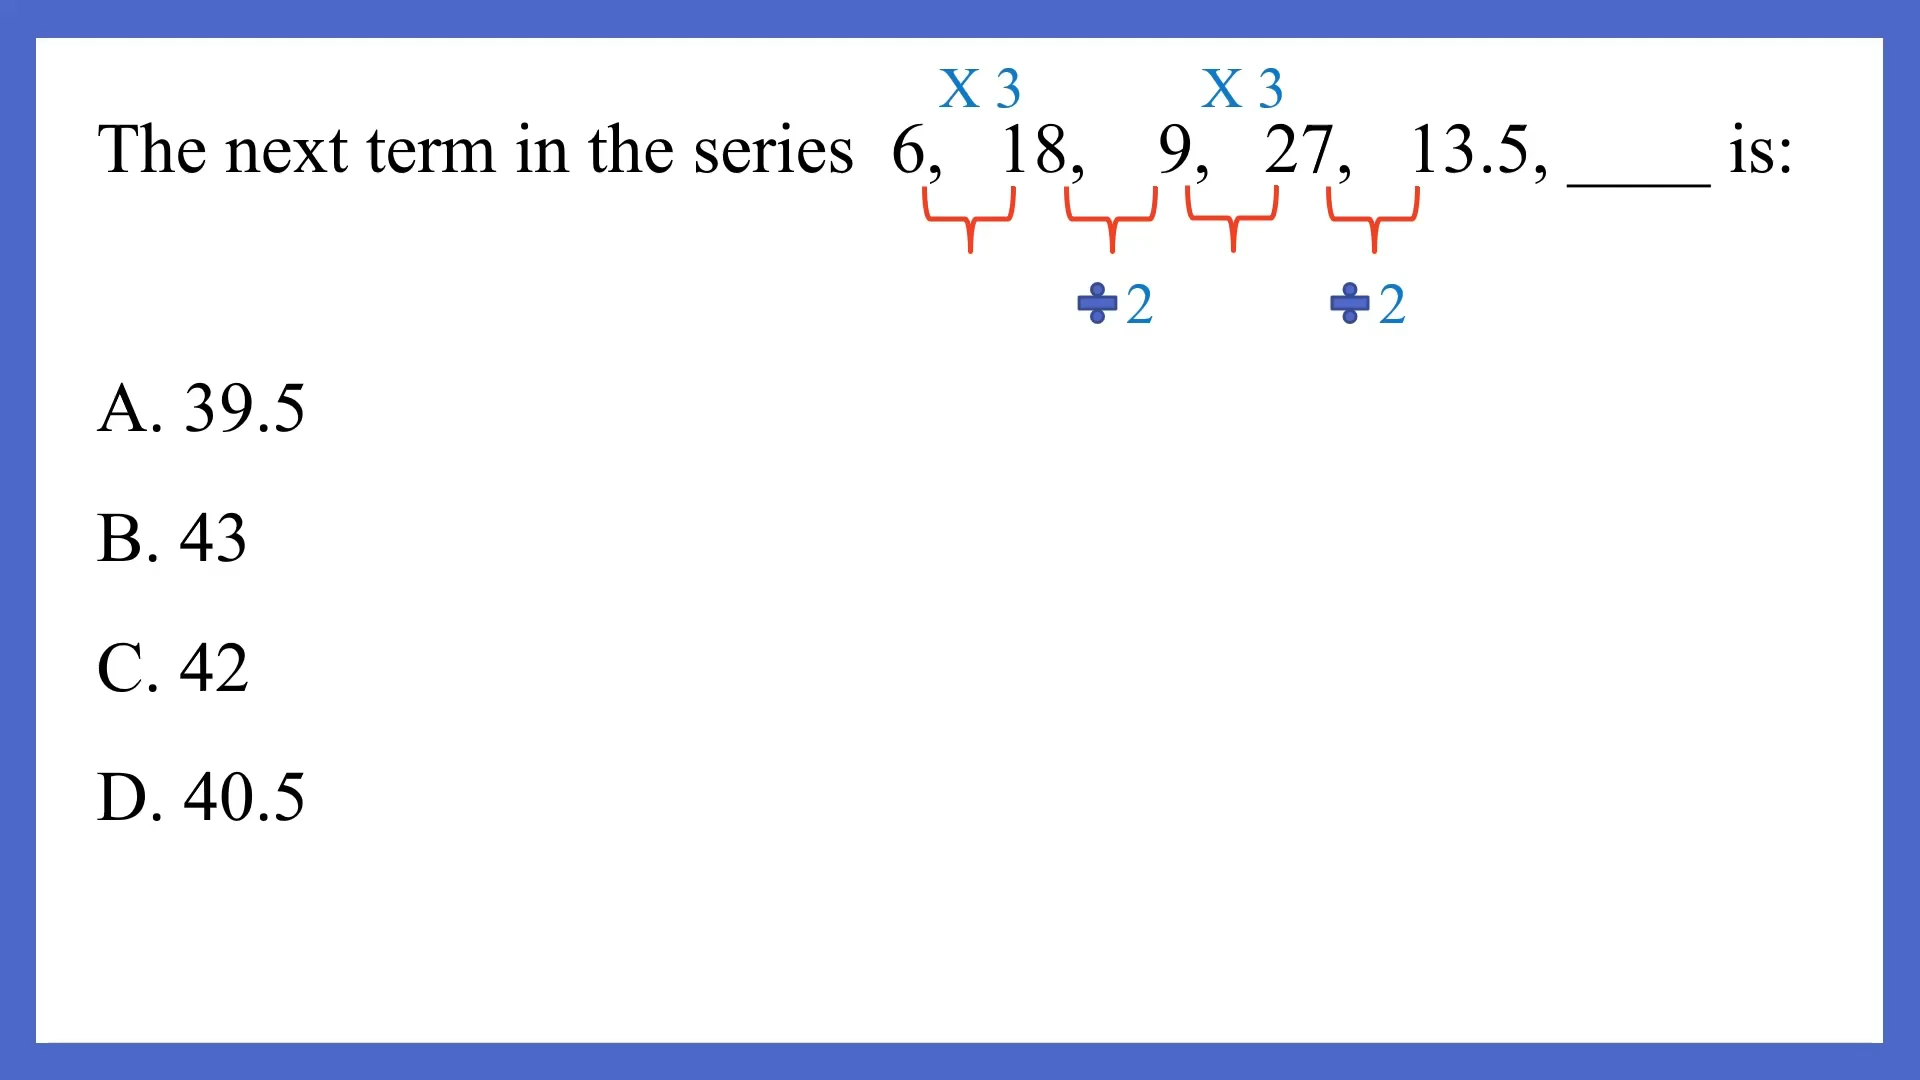 X 3 X 3
The next term in the series 6, 18, 9, 27, 13.5, ____ is:
÷2 ÷2
A. 39.5
B. 43
C. 42
D. 40.5